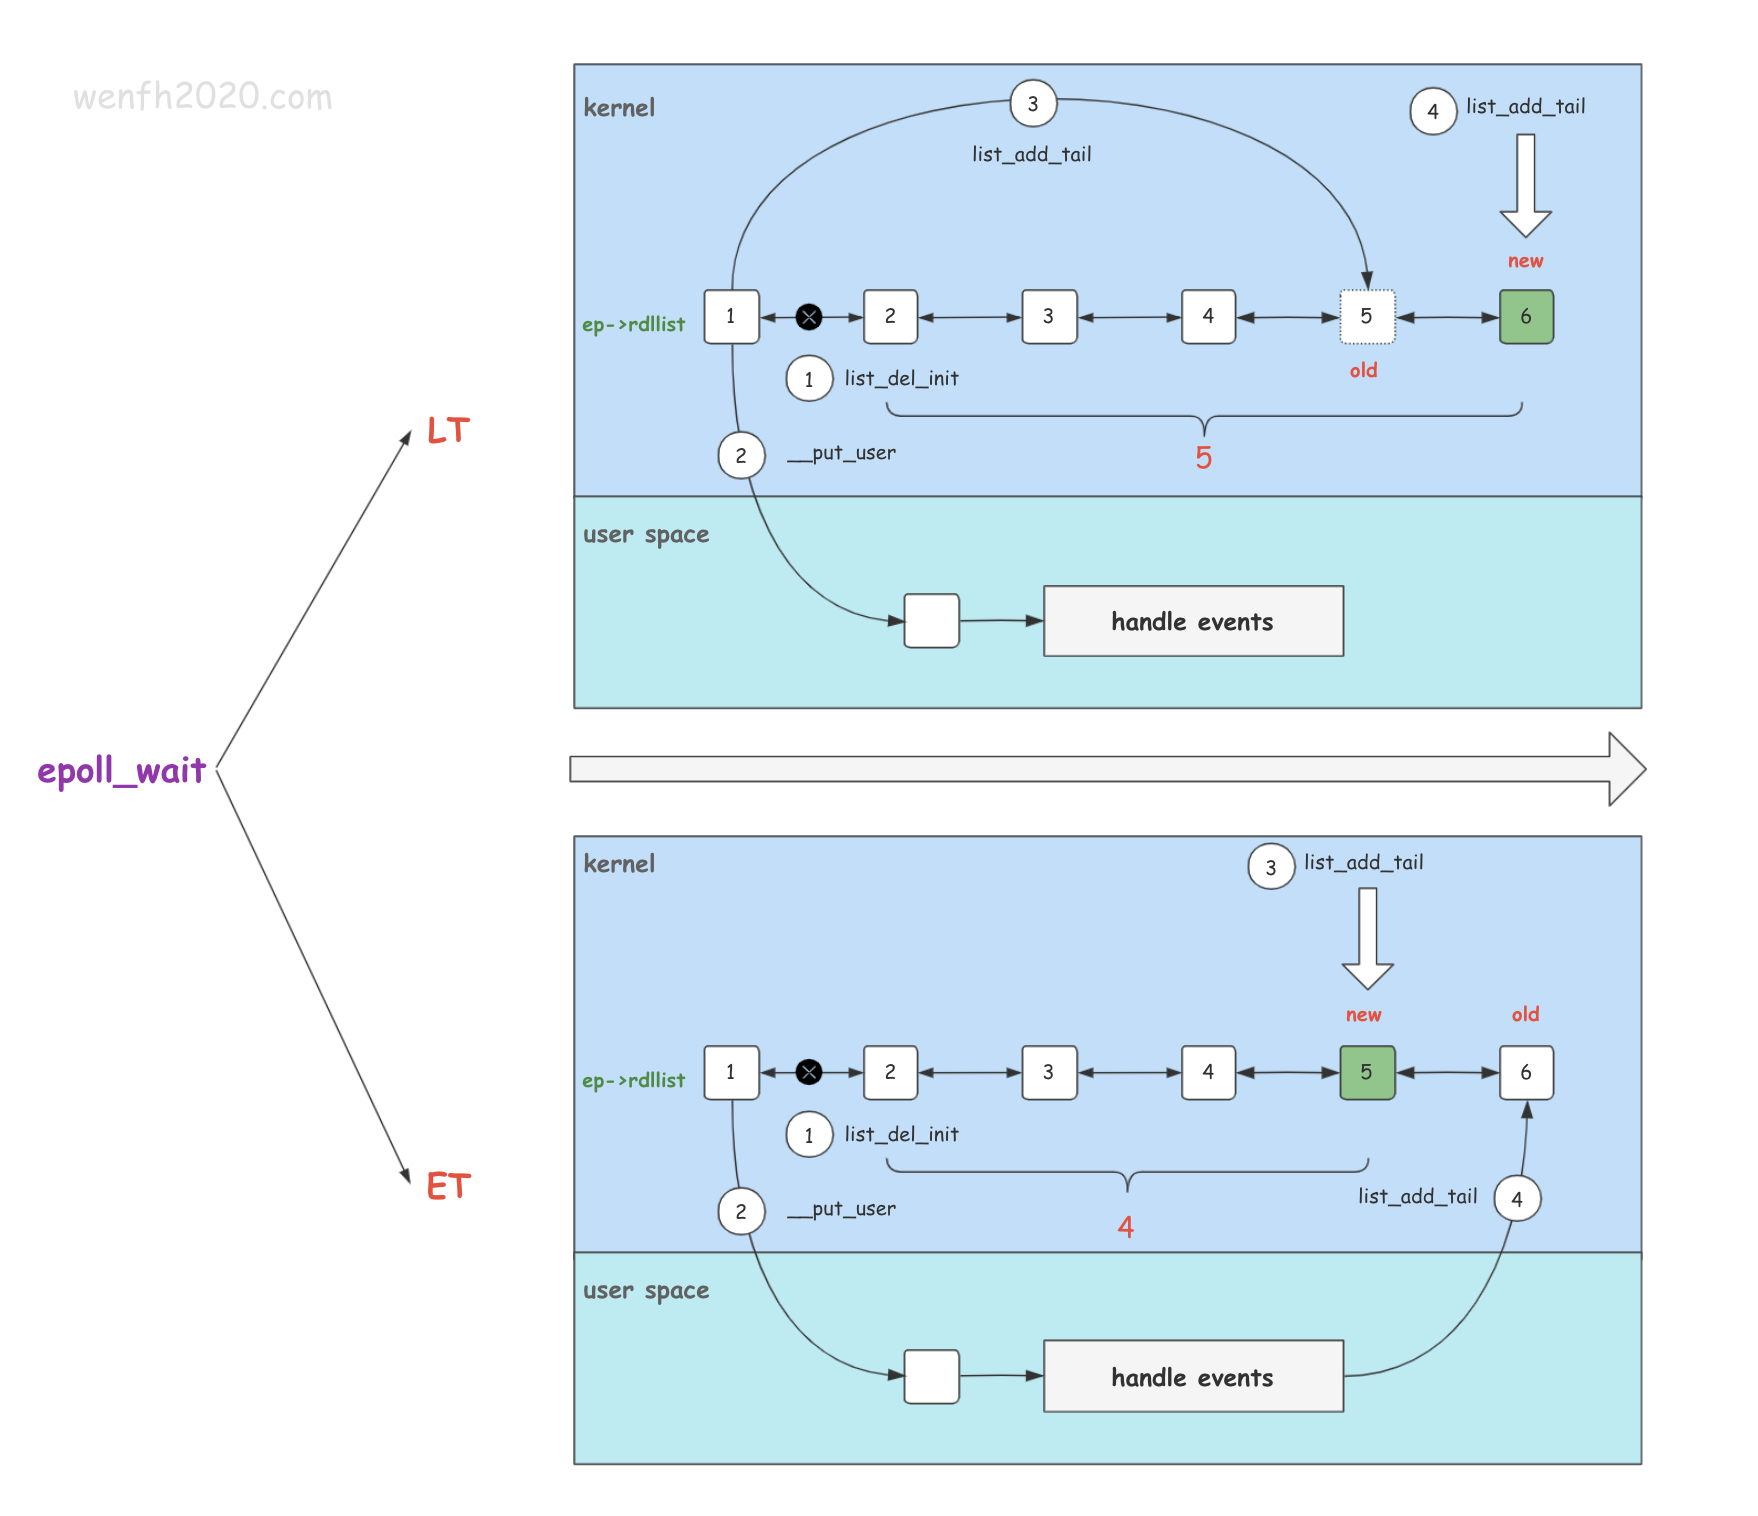 wenfh2020.com
kernel
3
4 list_add_tail
list_add_tail
new
ep->rdllist
1 2 3 4 5 6
old
1 list_del_init
2 __put_user
5
user space
handle events
LT
epoll_wait
ET
kernel
3 list_add_tail
new old
ep->rdllist
1 2 3 4 5 6
1 list_del_init
2 __put_user
list_add_tail 4
4
user space
handle events